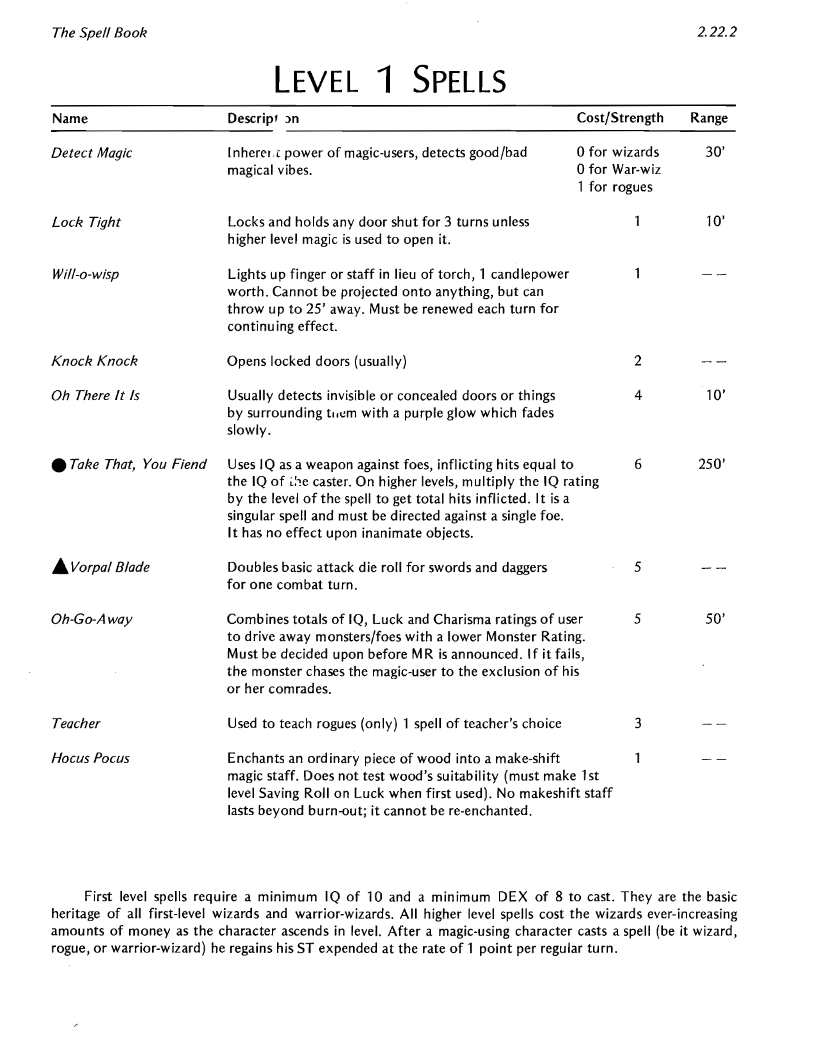 The Spell Book 2.22.2
LEVEL 1 SPELLS
Name Description Cost/Strength Range
Detect Magic Inherent power of magic-users, detects good/bad 0 for wizards 30'
magical vibes. 0 for War-wiz
1 for rogues
Lock Tight Locks and holds any door shut for 3 turns unless 1 10'
higher level magic is used to open it.
Will-o-wisp Lights up finger or staff in lieu of torch, 1 candlepower 1 — —
worth. Cannot be projected onto anything, but can
throw up to 25' away. Must be renewed each turn for
continuing effect.
Knock Knock Opens locked doors (usually) 2 — —
Oh There It Is Usually detects invisible or concealed doors or things 4 10'
by surrounding them with a purple glow which fades
slowly.
● Take That, You Fiend Uses IQ as a weapon against foes, inflicting hits equal to 6 250'
the IQ of the caster. On higher levels, multiply the IQ rating
by the level of the spell to get total hits inflicted. It is a
singular spell and must be directed against a single foe.
It has no effect upon inanimate objects.
▲ Vorpal Blade Doubles basic attack die roll for swords and daggers 5 — —
for one combat turn.
Oh-Go-Away Combines totals of IQ, Luck and Charisma ratings of user 5 50'
to drive away monsters/foes with a lower Monster Rating.
Must be decided upon before MR is announced. If it fails,
the monster chases the magic-user to the exclusion of his
or her comrades.
Teacher Used to teach rogues (only) 1 spell of teacher's choice 3 — —
Hocus Pocus Enchants an ordinary piece of wood into a make-shift 1 — —
magic staff. Does not test wood's suitability (must make 1st
level Saving Roll on Luck when first used). No makeshift staff
lasts beyond burn-out; it cannot be re-enchanted.
First level spells require a minimum IQ of 10 and a minimum DEX of 8 to cast. They are the basic
heritage of all first-level wizards and warrior-wizards. All higher level spells cost the wizards ever-increasing
amounts of money as the character ascends in level. After a magic-using character casts a spell (be it wizard,
rogue, or warrior-wizard) he regains his ST expended at the rate of 1 point per regular turn.